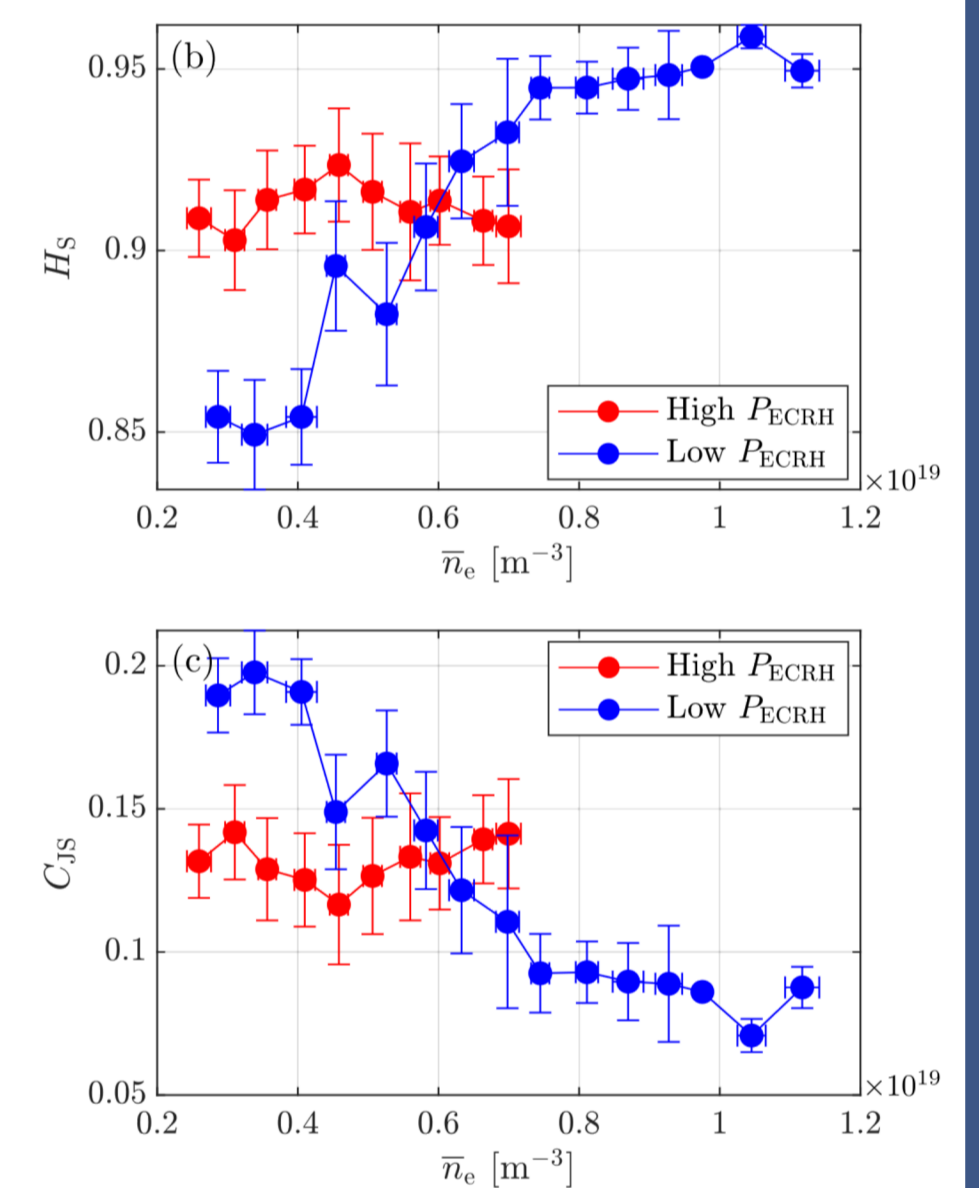 (b)
0.95
0.9
0.85
H_S
High P_ECRH
Low P_ECRH
×10^19
0.2 0.4 0.6 0.8 1 1.2
n̅_e [m^−3]
(c)
0.2
0.15
0.1
0.05
C_JS
High P_ECRH
Low P_ECRH
×10^19
0.2 0.4 0.6 0.8 1 1.2
n̅_e [m^−3]